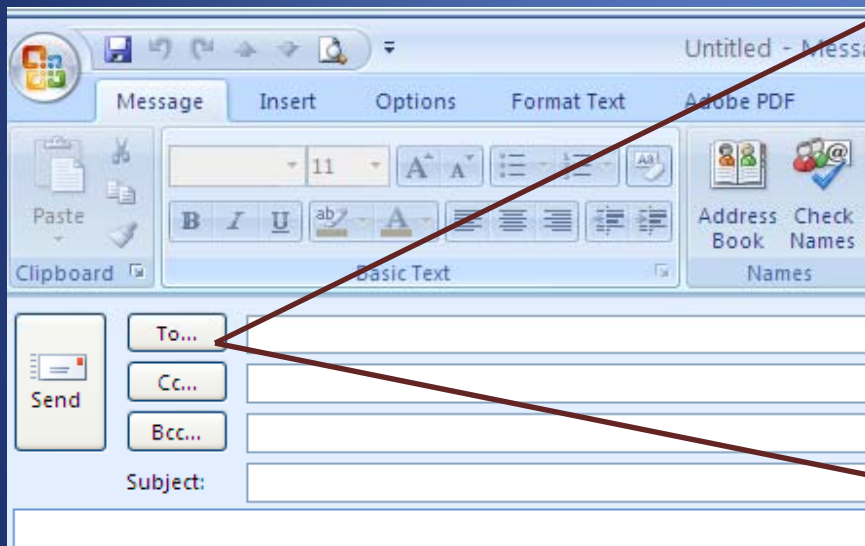 Untitled - Messa
Message Insert Options Format Text Adobe PDF
11 A A
Paste B I U ab A Address Check
Book Names
Clipboard Basic Text Names
To...
Cc...
Send
Bcc...
Subject: